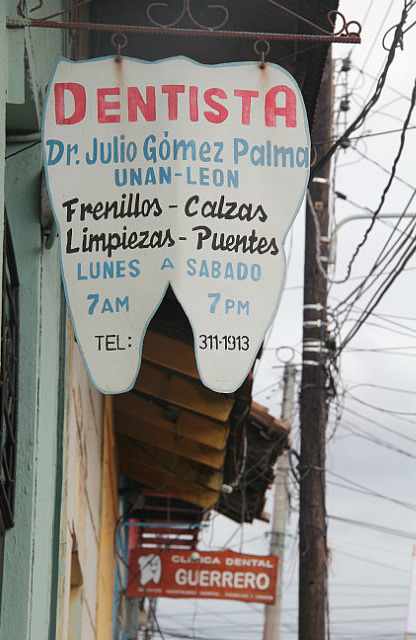 DENTISTA
Dr. Julio Gómez Palma
UNAN-LEON
Frenillos - Calzas
Limpiezas - Puentes
LUNES A SABADO
7AM 7PM
TEL: 311-1913
CLINICA DENTAL
GUERRERO